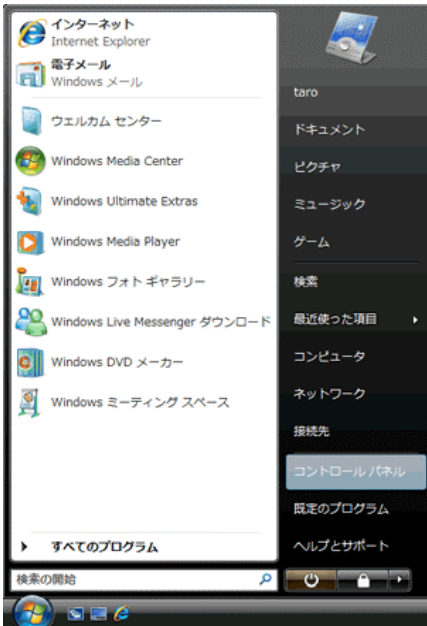 インターネット
Internet Explorer
電子メール
Windows メール
ウェルカム センター
Windows Media Center
Windows Ultimate Extras
Windows Media Player
Windows フォト ギャラリー
Windows Live Messenger ダウンロード
Windows DVD メーカー
Windows ミーティング スペース
すべてのプログラム
検索の開始
taro
ドキュメント
ピクチャ
ミュージック
ゲーム
検索
最近使った項目
コンピュータ
ネットワーク
接続先
コントロール パネル
既定のプログラム
ヘルプとサポート